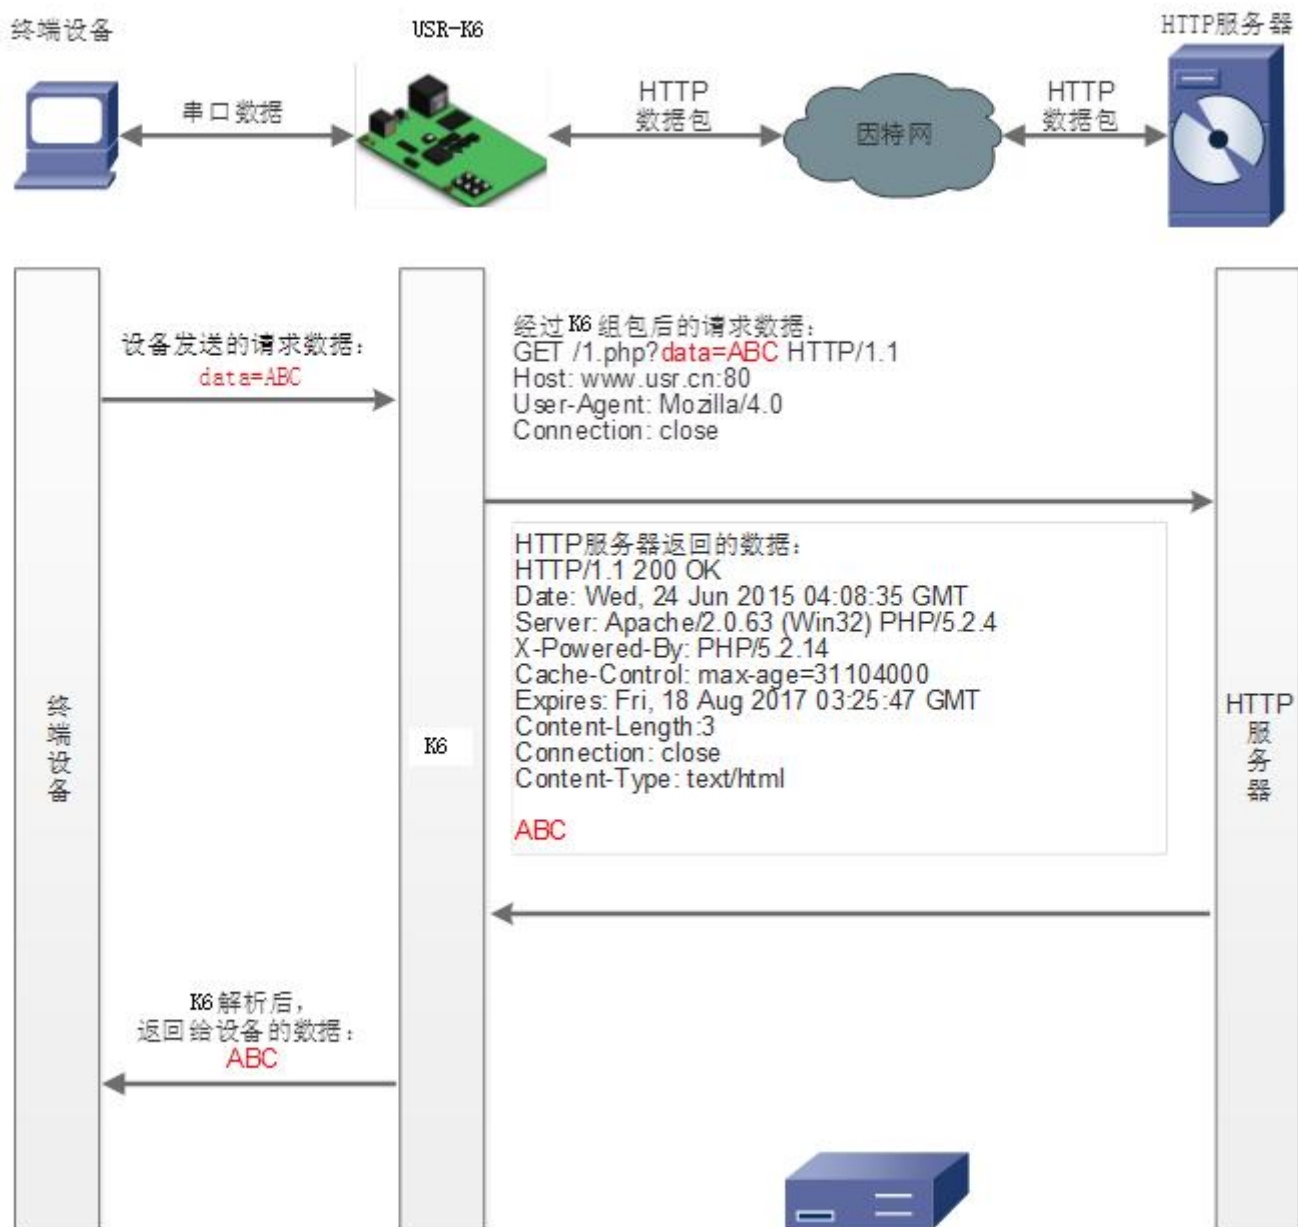 终端设备
USR-K6
HTTP服务器
串口数据
HTTP
数据包
因特网
HTTP
数据包
设备发送的请求数据：
data=ABC
经过K6组包后的请求数据：
GET /1.php?data=ABC HTTP/1.1
Host: www.usr.cn:80
User-Agent: Mozilla/4.0
Connection: close
HTTP服务器返回的数据：
HTTP/1.1 200 OK
Date: Wed, 24 Jun 2015 04:08:35 GMT
Server: Apache/2.0.63 (Win32) PHP/5.2.4
X-Powered-By: PHP/5.2.14
Cache-Control: max-age=31104000
Expires: Fri, 18 Aug 2017 03:25:47 GMT
Content-Length:3
Connection: close
Content-Type: text/html
ABC
终端设备
K6
HTTP
服务器
K6解析后，
返回给设备的数据：
ABC